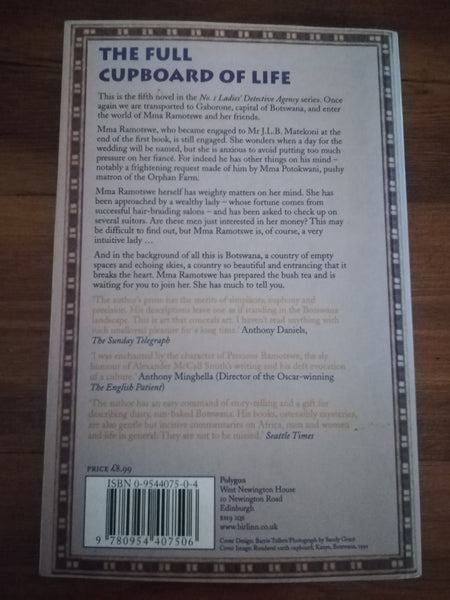 THE FULL
CUPBOARD OF LIFE
This is the fifth novel in the No. 1 Ladies' Detective Agency series. Once
again we are transported to Gaborone, capital of Botswana, and enter
the world of Mma Ramotswe and her friends.
Mma Ramotswe, who became engaged to Mr J.L.B. Matekoni at the
end of the first book, is still engaged. She wonders when a day for the
wedding will be named, but she is anxious to avoid putting too much
pressure on her fiancé. For indeed he has other things on his mind –
notably a frightening request made of him by Mma Potokwani, pushy
matron of the Orphan Farm.
Mma Ramotswe herself has weighty matters on her mind. She has
been approached by a wealthy lady – whose fortune comes from
successful hair-braiding salons – and has been asked to check up on
several suitors. Are these men just interested in her money? This may
be difficult to find out, but Mma Ramotswe is, of course, a very
intuitive lady …
And in the background of all this is Botswana, a country of empty
spaces and echoing skies, a country so beautiful and entrancing that it
breaks the heart. Mma Ramotswe has prepared the bush tea and is
waiting for you to join her. She has much to tell you.
'The author's prose has the merits of simplicity, euphony and
precision. His descriptions leave one as if standing in the Botswana
landscape. This is art that conceals art. I haven't read anything with
such unalloyed pleasure for a long time.' Anthony Daniels,
The Sunday Telegraph
'I was enchanted by the character of Precious Ramotswe, the sly
humour of Alexander McCall Smith's writing and his deft evocation
of a culture.' Anthony Minghella (Director of the Oscar-winning
The English Patient)
'The author has an easy command of story-telling and a gift for
describing dusty, sun-baked Botswana. His books, ostensibly mysteries,
are also gentle but incisive commentaries on Africa, men and women
and life in general. They are not to be missed.' Seattle Times
PRICE £8.99
ISBN 0-9544075-0-4
9 780954 407506
Polygon
West Newington House
10 Newington Road
Edinburgh
EH9 1QS
www.birlinn.co.uk
Cover Design: Barrie Tullett/Photograph by Sandy Grant
Cover Image: Rendered earth cupboard, Kanye, Botswana,